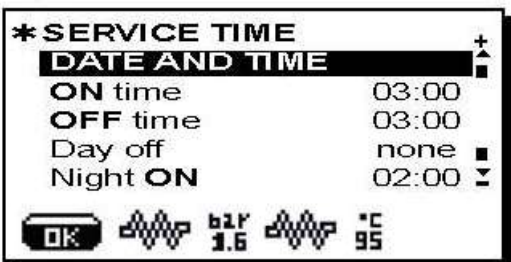 *SERVICE TIME
DATE AND TIME
ON time 03:00
OFF time 03:00
Day off none
Night ON 02:00
OK bar 1.6 °C 95